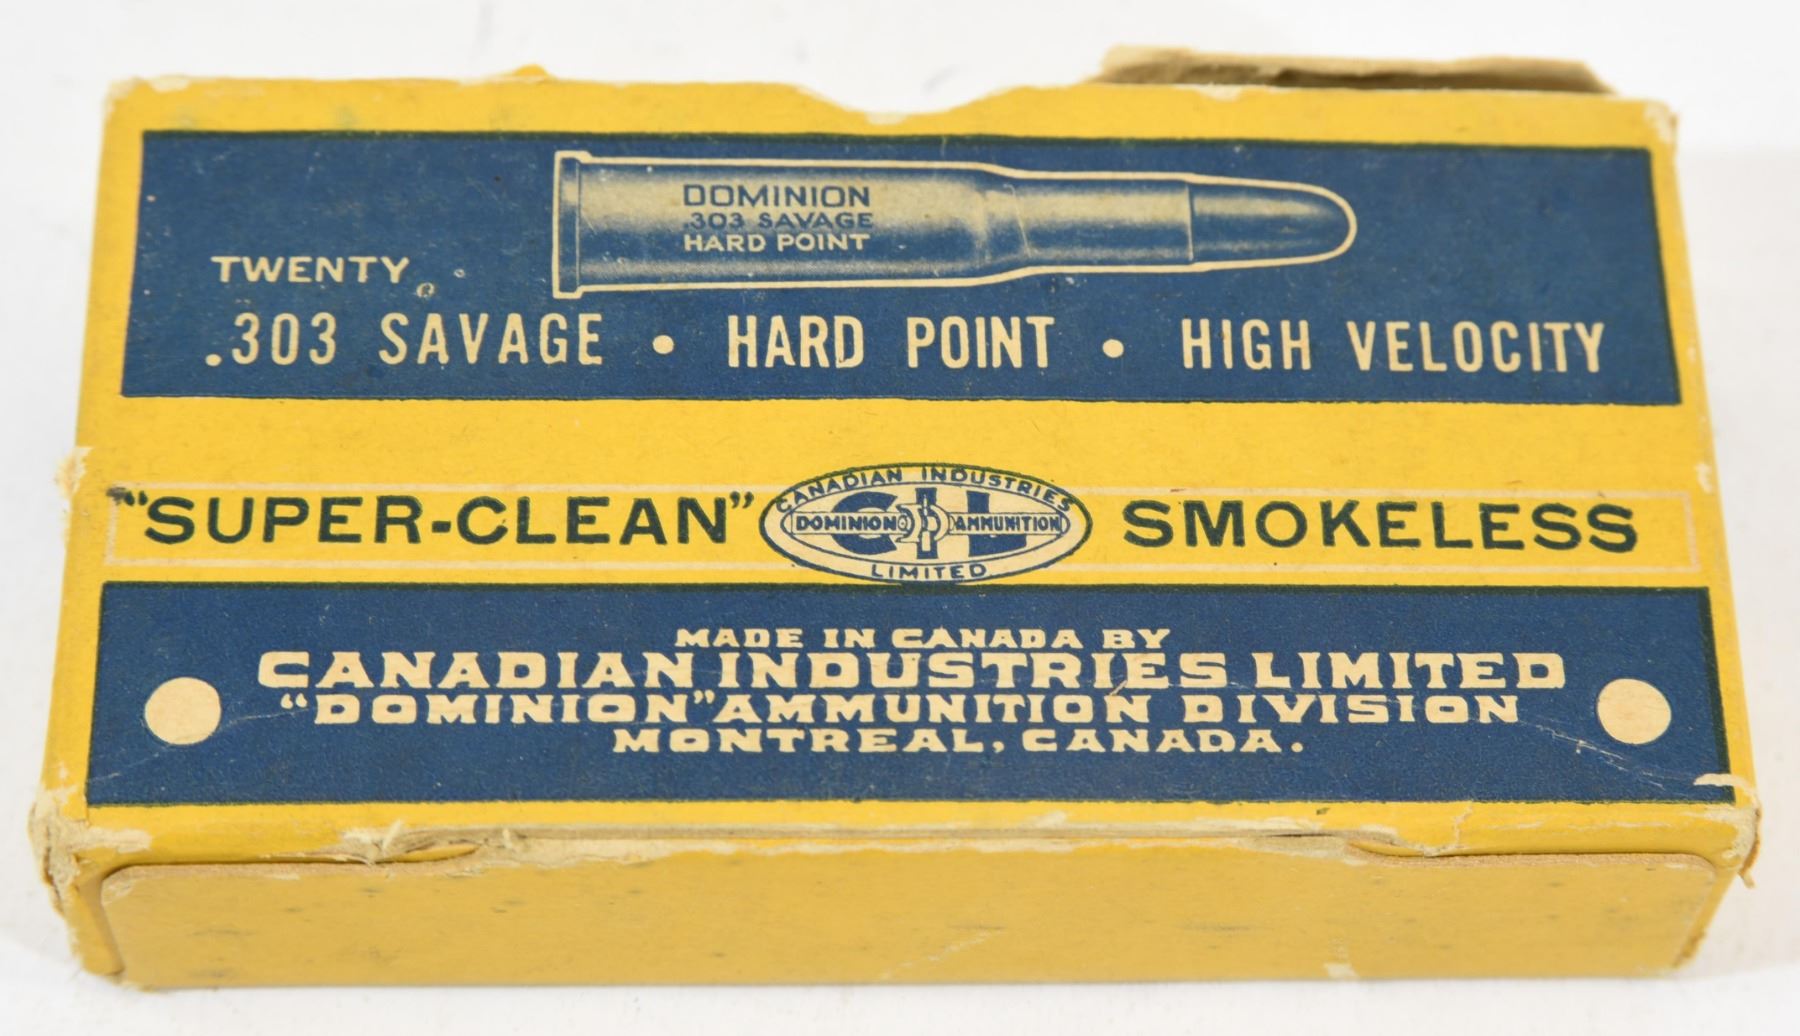 DOMINION
.303 SAVAGE
HARD POINT
TWENTY
.303 SAVAGE • HARD POINT • HIGH VELOCITY
"SUPER-CLEAN" SMOKELESS
CANADIAN INDUSTRIES
CIL
DOMINION AMMUNITION
LIMITED
MADE IN CANADA BY
CANADIAN INDUSTRIES LIMITED
"DOMINION" AMMUNITION DIVISION
MONTREAL, CANADA.